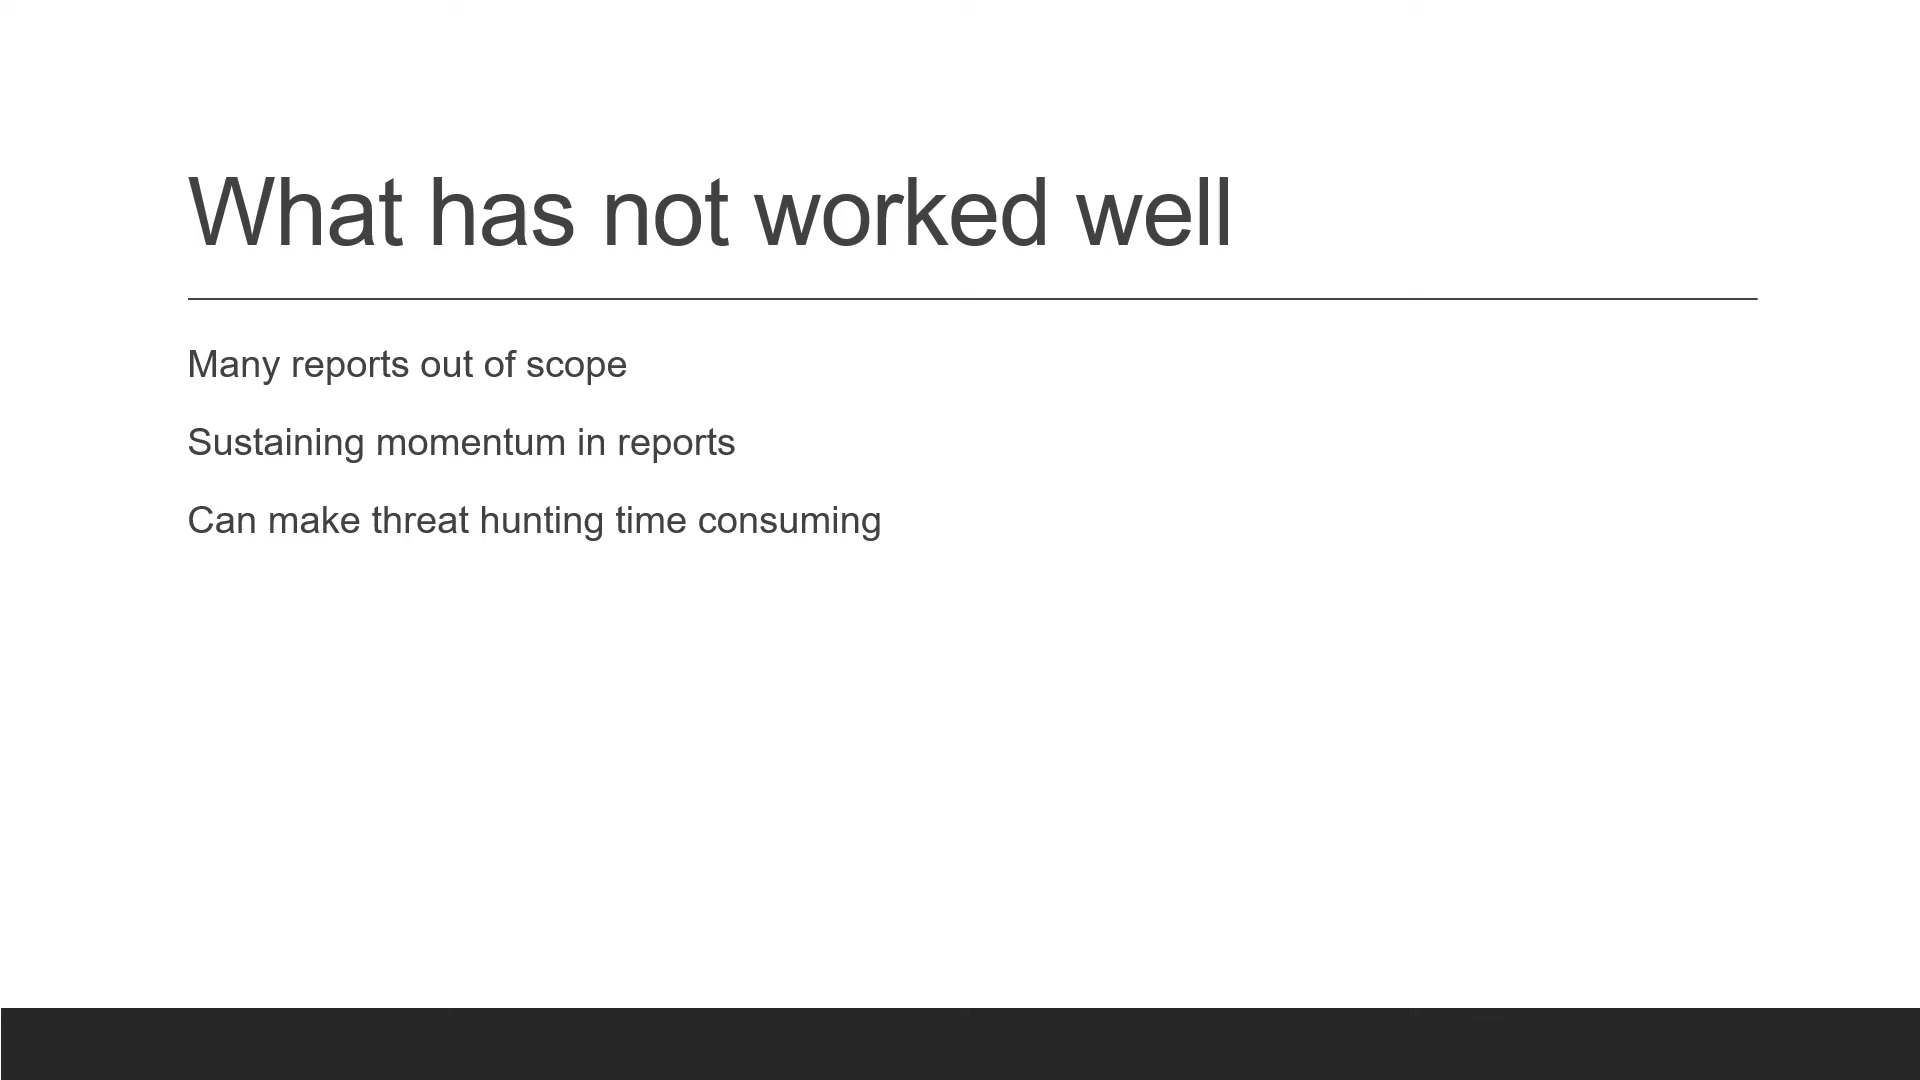 What has not worked well
Many reports out of scope
Sustaining momentum in reports
Can make threat hunting time consuming